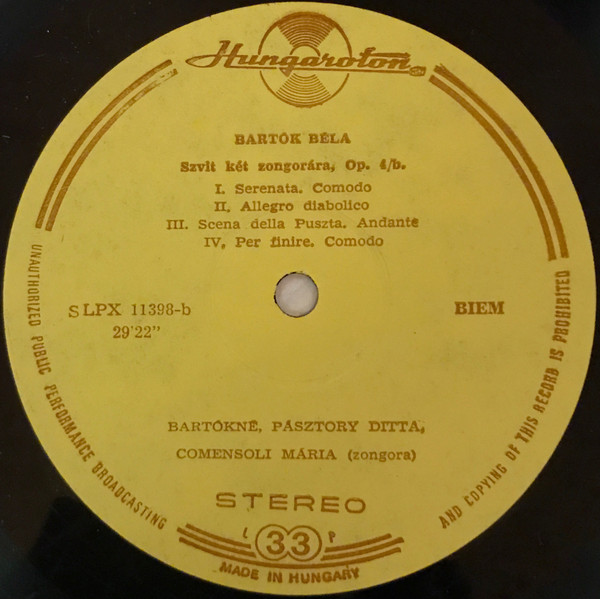 Hungaroton
BARTÓK BÉLA
Szvit két zongorára, Op. 4/b.
I. Serenata. Comodo
II. Allegro diabolico
III. Scena della Puszta. Andante
IV. Per finire. Comodo
SLPX 11398-b
29'22"
BIEM
BARTÓKNÉ, PÁSZTORY DITTA,
COMENSOLI MÁRIA (zongora)
STEREO
L 33 P
MADE IN HUNGARY
UNAUTHORIZED PUBLIC PERFORMANCE BROADCASTING
AND COPYING OF THIS RECORD IS PROHIBITED